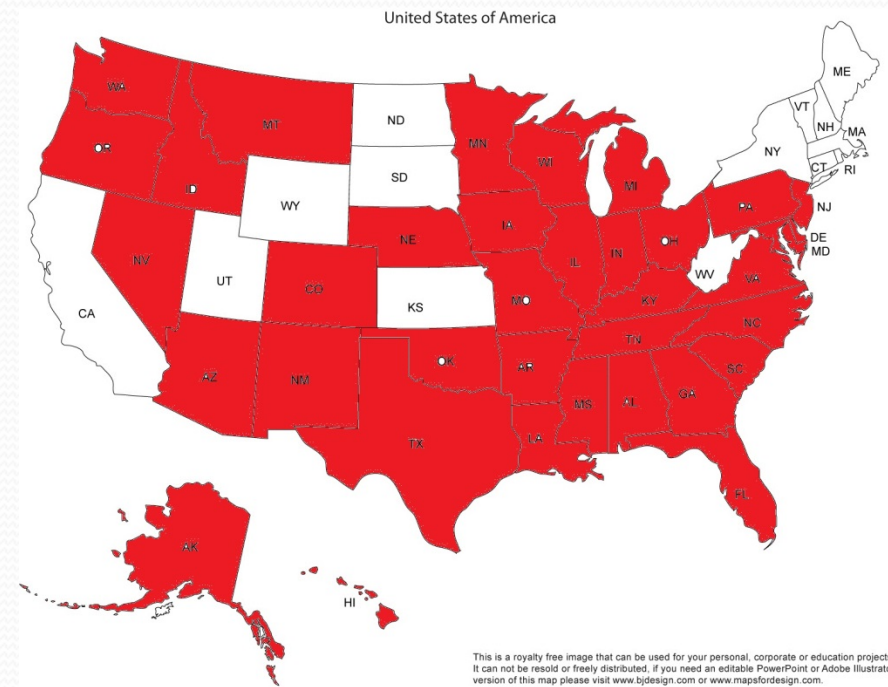 United States of America
ME
WA
VT
ND
MT
NH
MA
MN
OR
NY
WI
SD
CT
RI
ID
MI
WY
PA
NJ
IA
NE
OH
DE
IN
MD
NV
IL
UT
WV
CO
VA
MO
KS
KY
CA
NC
TN
OK
AR
AZ
NM
SC
MS
AL
GA
LA
TX
FL
AK
HI
This is a royalty free image that can be used for your personal, corporate or education projects
It can not be resold or freely distributed, if you need an editable PowerPoint or Adobe Illustrato
version of this map please visit www.bjdesign.com or www.mapsfordesign.com.